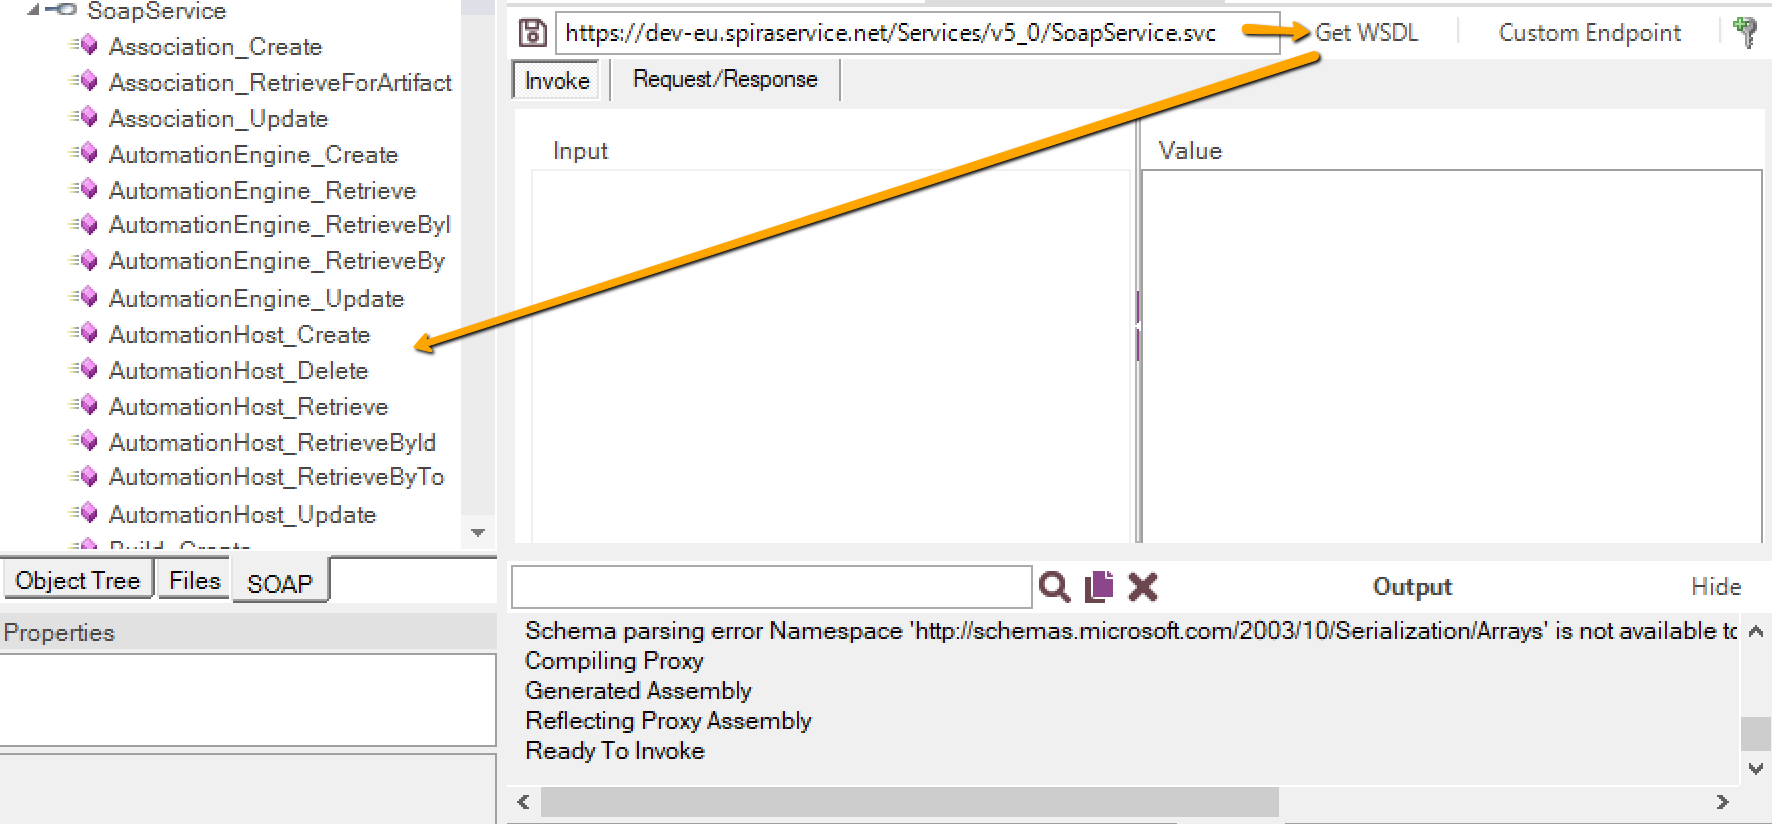 SoapService
Association_Create
Association_RetrieveForArtifact
Association_Update
AutomationEngine_Create
AutomationEngine_Retrieve
AutomationEngine_RetrieveByI
AutomationEngine_RetrieveBy
AutomationEngine_Update
AutomationHost_Create
AutomationHost_Delete
AutomationHost_Retrieve
AutomationHost_RetrieveById
AutomationHost_RetrieveByTo
AutomationHost_Update
Build_Create
Object Tree Files SOAP
Properties
https://dev-eu.spiraservice.net/Services/v5_0/SoapService.svc Get WSDL Custom Endpoint
Invoke Request/Response
Input Value
Output Hide
Schema parsing error Namespace 'http://schemas.microsoft.com/2003/10/Serialization/Arrays' is not available to
Compiling Proxy
Generated Assembly
Reflecting Proxy Assembly
Ready To Invoke